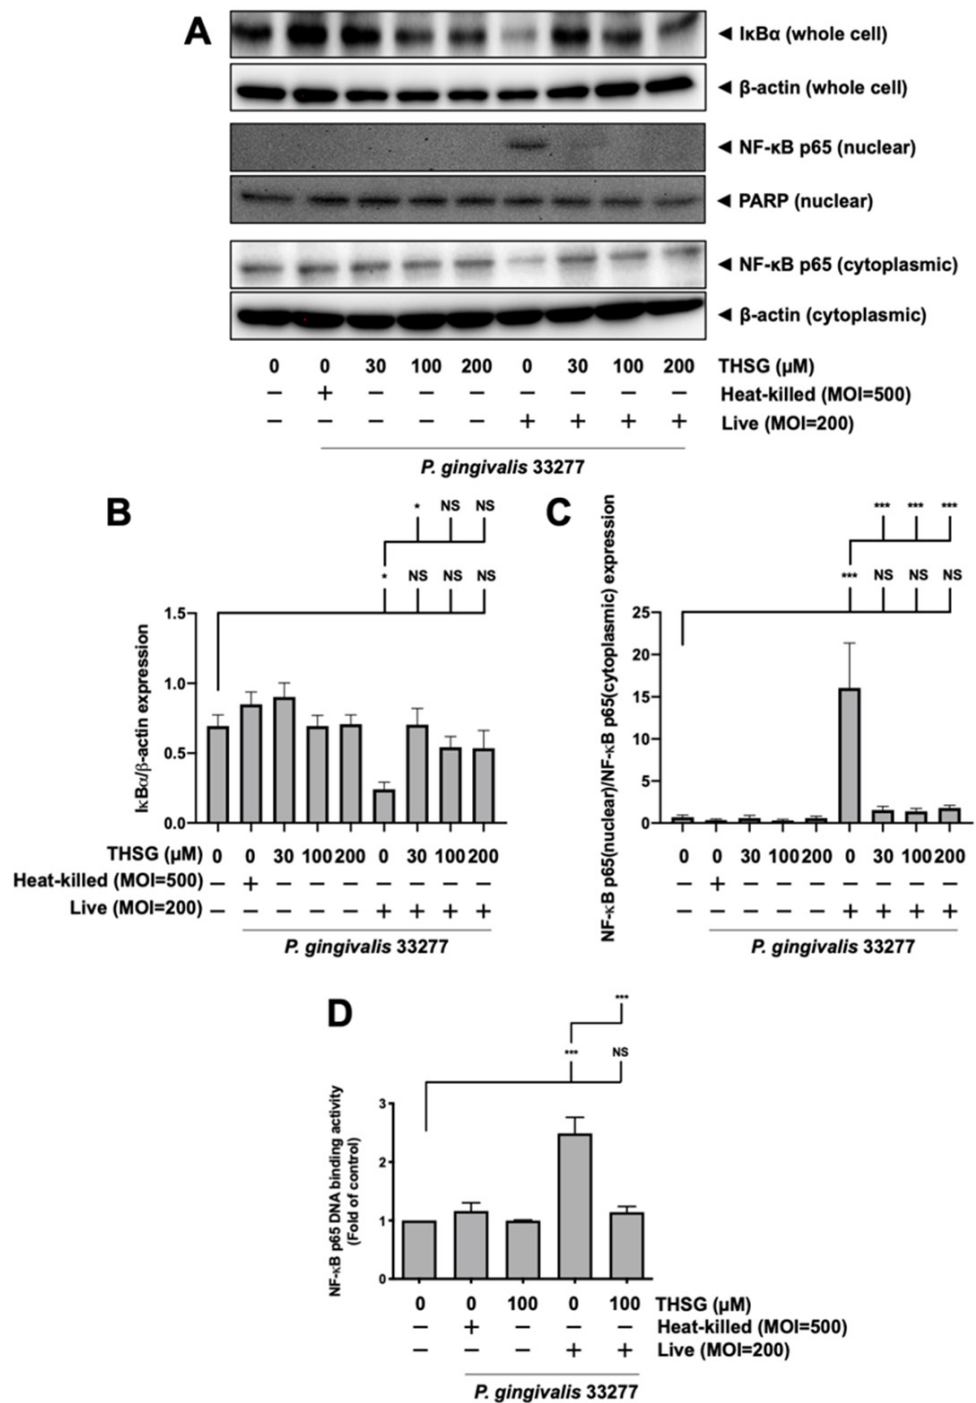 A
◄ IκBα (whole cell)
◄ β-actin (whole cell)
◄ NF-κB p65 (nuclear)
◄ PARP (nuclear)
◄ NF-κB p65 (cytoplasmic)
◄ β-actin (cytoplasmic)
0 0 30 100 200 0 30 100 200 THSG (μM)
− + − − − − − − − Heat-killed (MOI=500)
− − − − − + + + + Live (MOI=200)
P. gingivalis 33277
B
* NS NS
* NS NS NS
IκBα/β-actin expression
1.5
1.0
0.5
0.0
THSG (μM) 0 0 30 100 200 0 30 100 200
Heat-killed (MOI=500) − + − − − − − − −
Live (MOI=200) − − − − − + + + +
P. gingivalis 33277
C
*** *** ***
*** NS NS NS
NF-κB p65(nuclear)/NF-κB p65(cytoplasmic) expression
25
20
15
10
5
0
0 0 30 100 200 0 30 100 200
− + − − − − − − −
− − − − − + + + +
P. gingivalis 33277
D
***
*** NS
NF-κB p65 DNA binding activity
(Fold of control)
3
2
1
0
0 0 100 0 100 THSG (μM)
− + − − − Heat-killed (MOI=500)
− − − + + Live (MOI=200)
P. gingivalis 33277